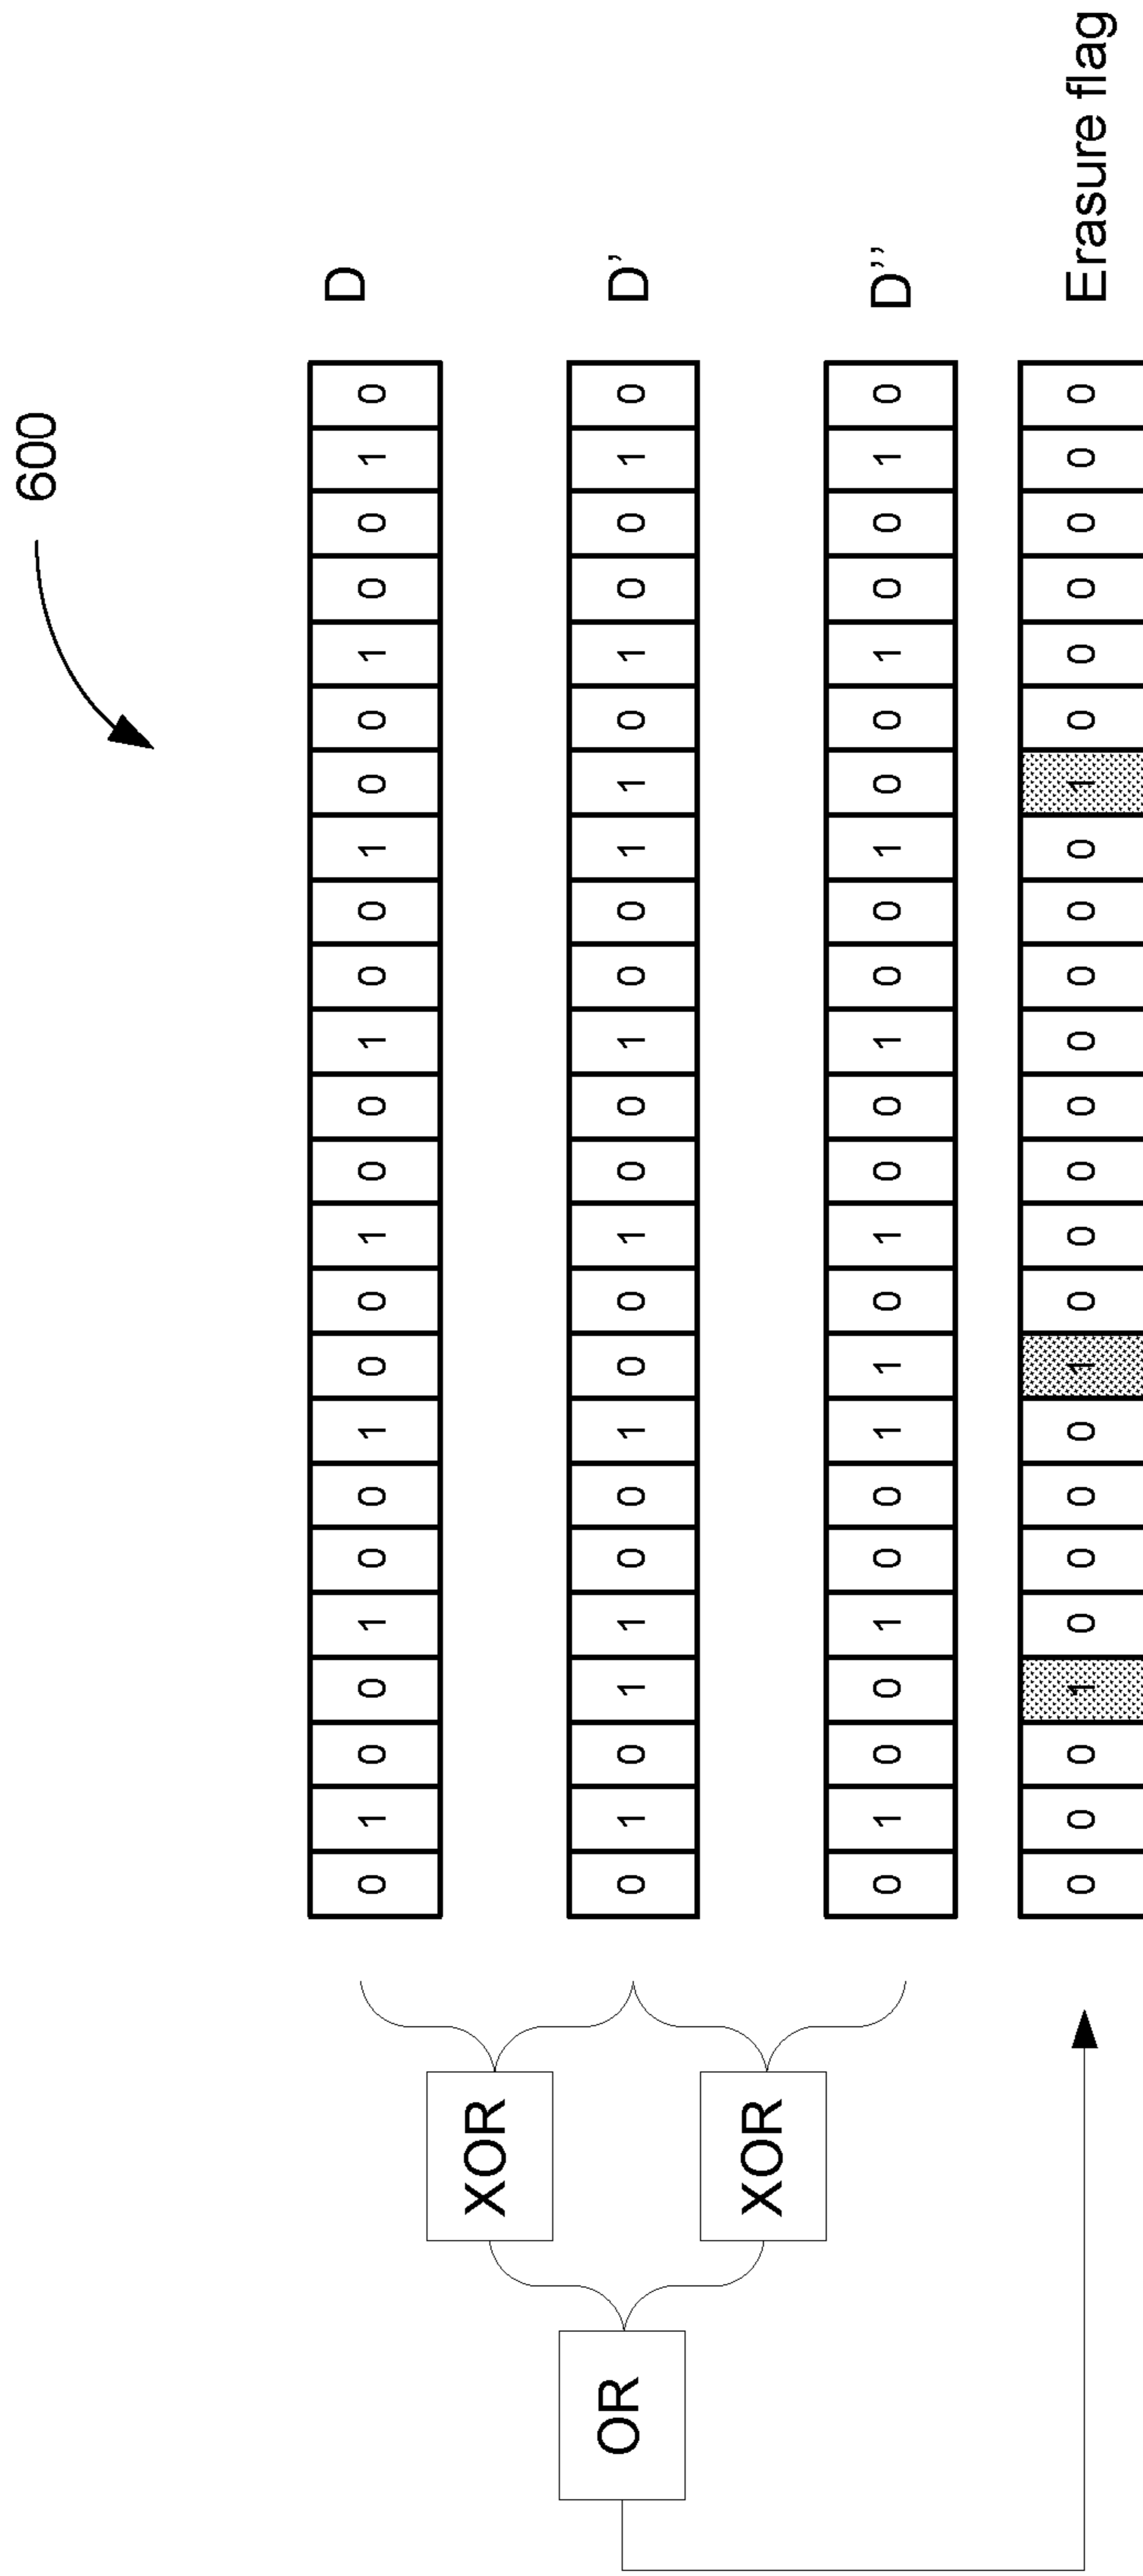 600
0 1 0 0 1 0 0 1 0 0 1 0 0 1 0 0 1 0 0 1 0 0 1 0 D
XOR
0 1 0 1 1 0 0 1 0 0 1 0 0 1 0 0 1 1 0 1 0 0 1 0 D’
OR
XOR
0 1 0 0 1 0 0 1 1 0 1 0 0 1 0 0 1 0 0 1 0 0 1 0 D’’
0 0 0 1 0 0 0 0 1 0 0 0 0 0 0 0 0 1 0 0 0 0 0 0 Erasure flag